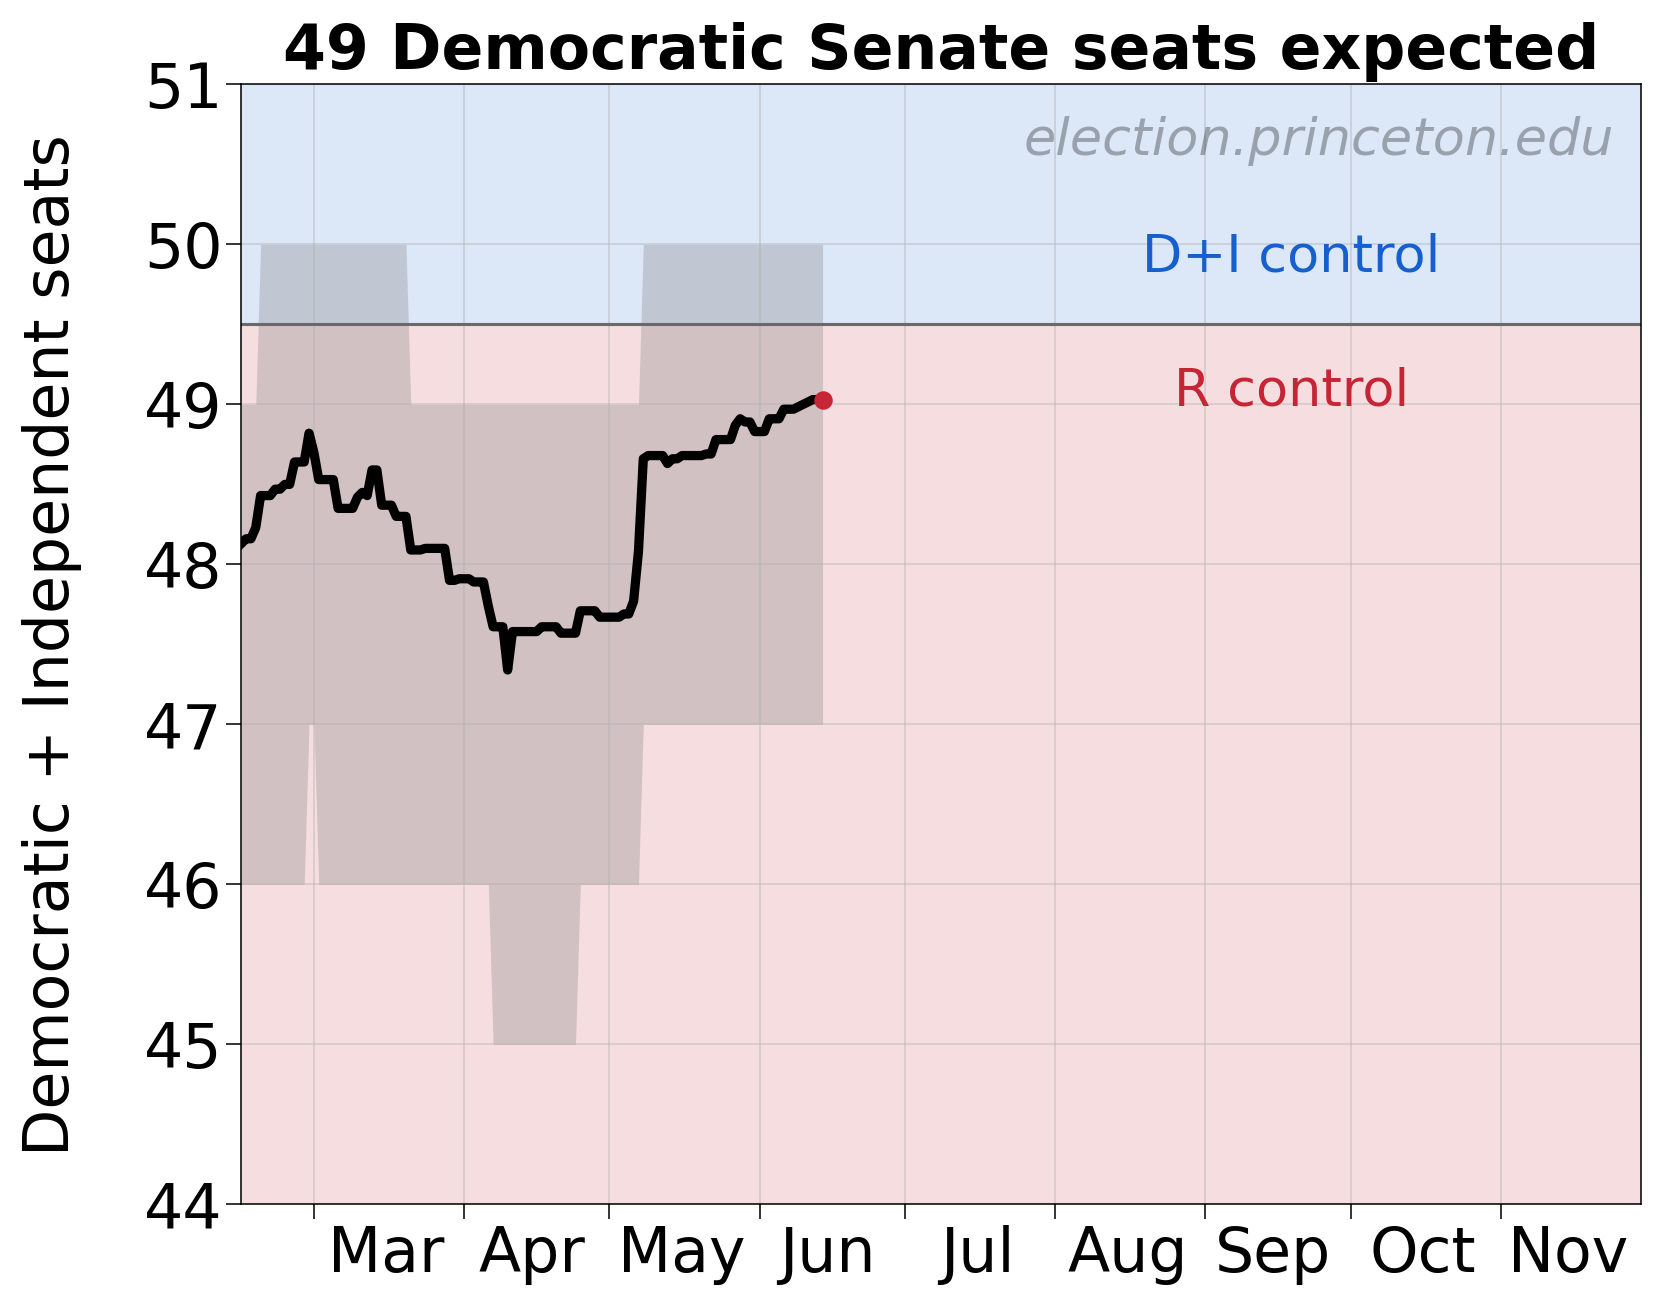 49 Democratic Senate seats expected
Democratic + Independent seats
51
50
49
48
47
46
45
44
election.princeton.edu
D+I control
R control
Mar Apr May Jun Jul Aug Sep Oct Nov